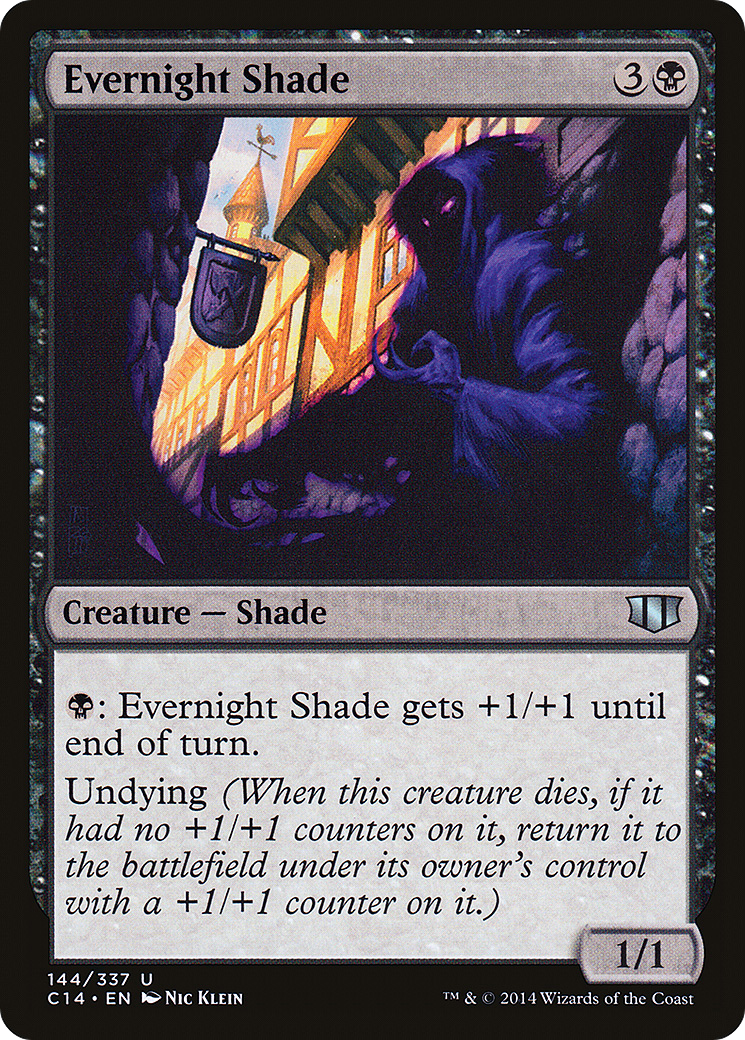 Evernight Shade 3
Creature — Shade
: Evernight Shade gets +1/+1 until
end of turn.
Undying (When this creature dies, if it
had no +1/+1 counters on it, return it to
the battlefield under its owner's control
with a +1/+1 counter on it.)
1/1
144/337 U
C14 • EN Nic Klein
™ & © 2014 Wizards of the Coast